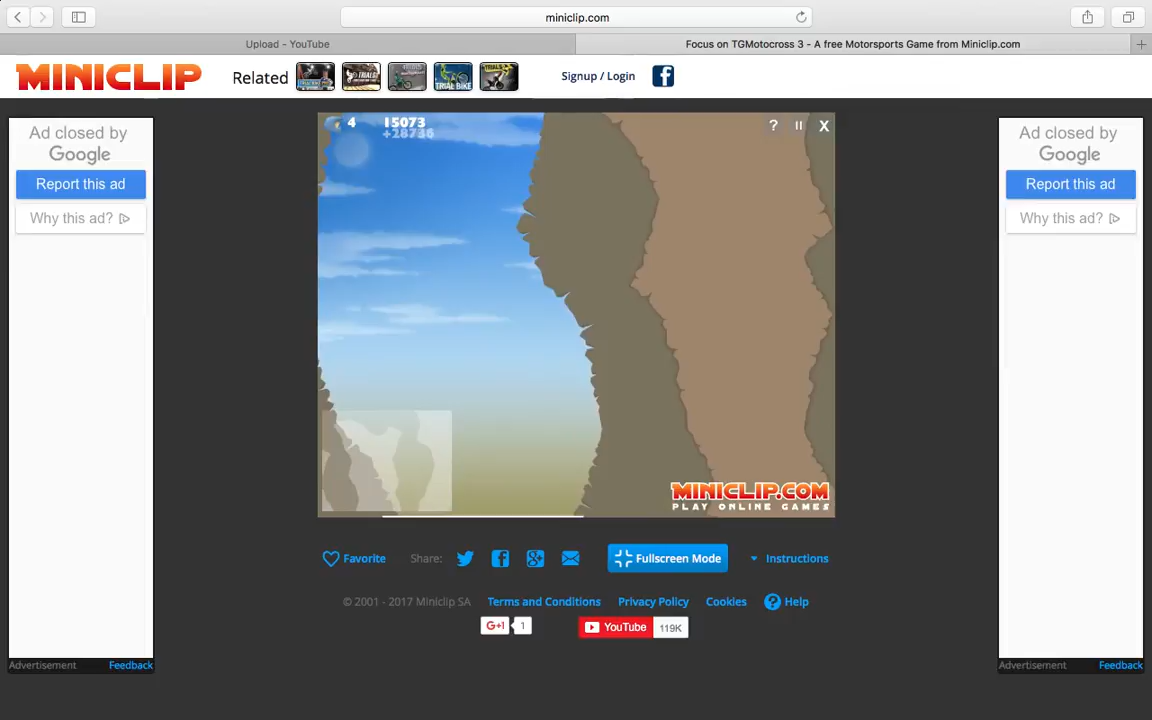 miniclip.com
Upload - YouTube
Focus on TGMotocross 3 - A free Motorsports Game from Miniclip.com
MINICLIP
Related
TRIAL BIKE
Signup / Login
Ad closed by
Google
Report this ad
Why this ad?
4
15073
+28736
?
X
Ad closed by
Google
Report this ad
Why this ad?
MINICLIP.COM
PLAY ONLINE GAMES
Favorite
Share:
Fullscreen Mode
Instructions
© 2001 - 2017 Miniclip SA
Terms and Conditions
Privacy Policy
Cookies
? Help
G+1
1
YouTube
119K
Advertisement
Feedback
Advertisement
Feedback